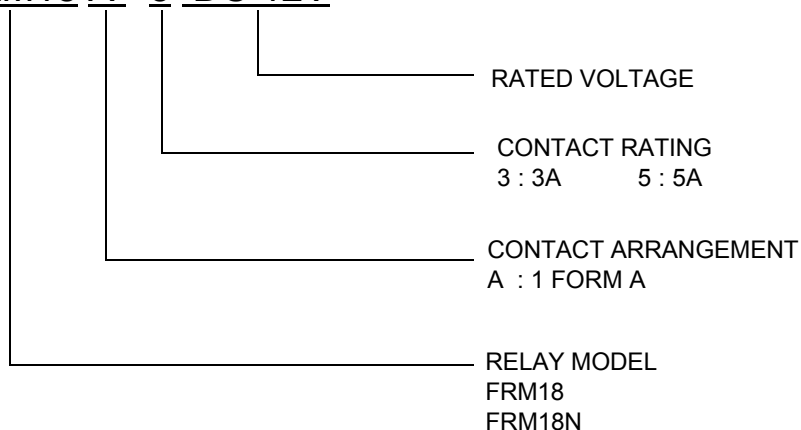 RATED VOLTAGE
CONTACT RATING
3 : 3A 5 : 5A
CONTACT ARRANGEMENT
A : 1 FORM A
RELAY MODEL
FRM18
FRM18N